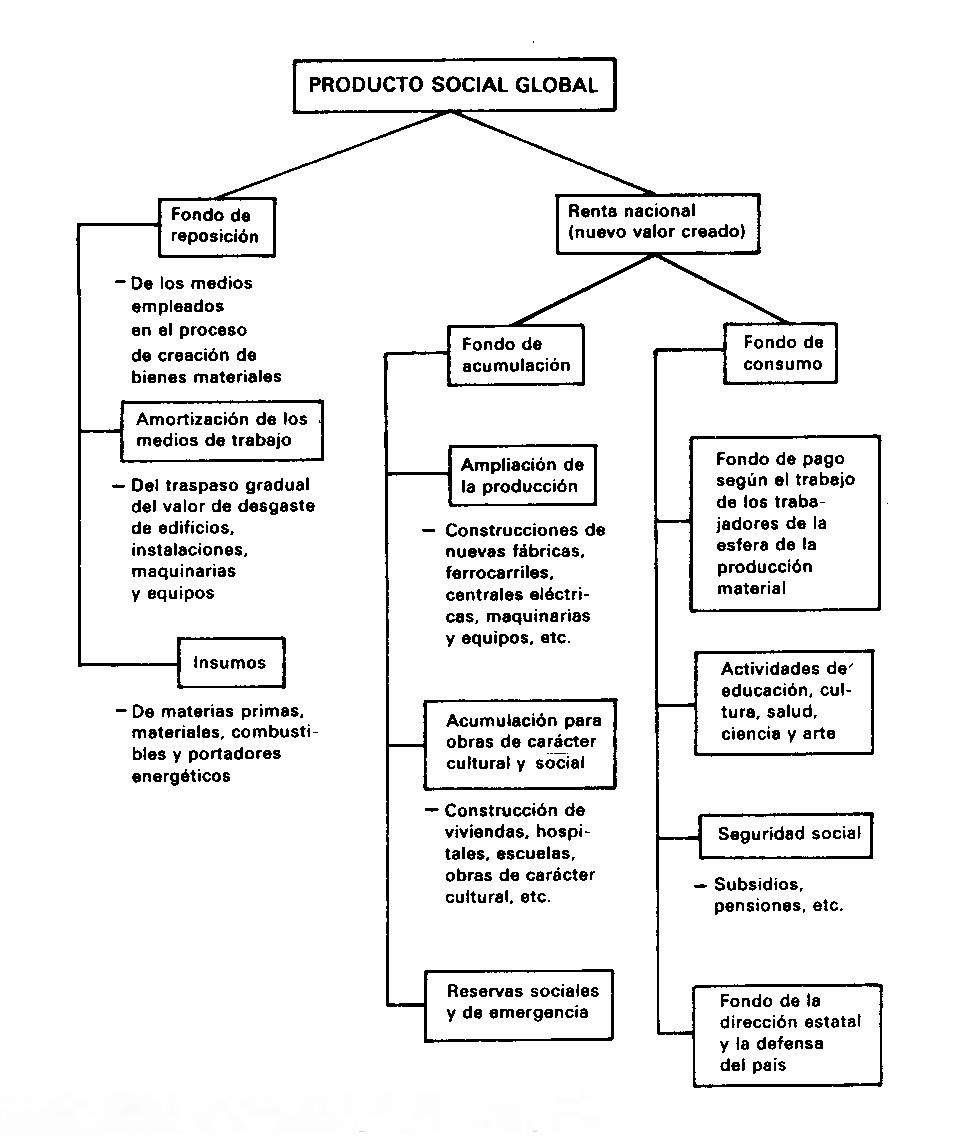 PRODUCTO SOCIAL GLOBAL
Fondo de
reposición
— De los medios
empleados
en el proceso
de creación de
bienes materiales
Amortización de los
medios de trabajo
— Del traspaso gradual
del valor de desgaste
de edificios,
instalaciones,
maquinarias
y equipos
Insumos
— De materias primas,
materiales, combusti-
bles y portadores
energéticos
Renta nacional
(nuevo valor creado)
Fondo de
acumulación
Ampliación de
la producción
— Construcciones de
nuevas fábricas,
ferrocarriles,
centrales eléctri-
cas, maquinarias
y equipos, etc.
Acumulación para
obras de carácter
cultural y social
— Construcción de
viviendas, hospi-
tales, escuelas,
obras de carácter
cultural, etc.
Reservas sociales
y de emergencia
Fondo de
consumo
Fondo de pago
según el trabajo
de los traba-
jadores de la
esfera de la
producción
material
Actividades de
educación, cul-
tura, salud,
ciencia y arte
Seguridad social
— Subsidios,
pensiones, etc.
Fondo de la
dirección estatal
y la defensa
del país